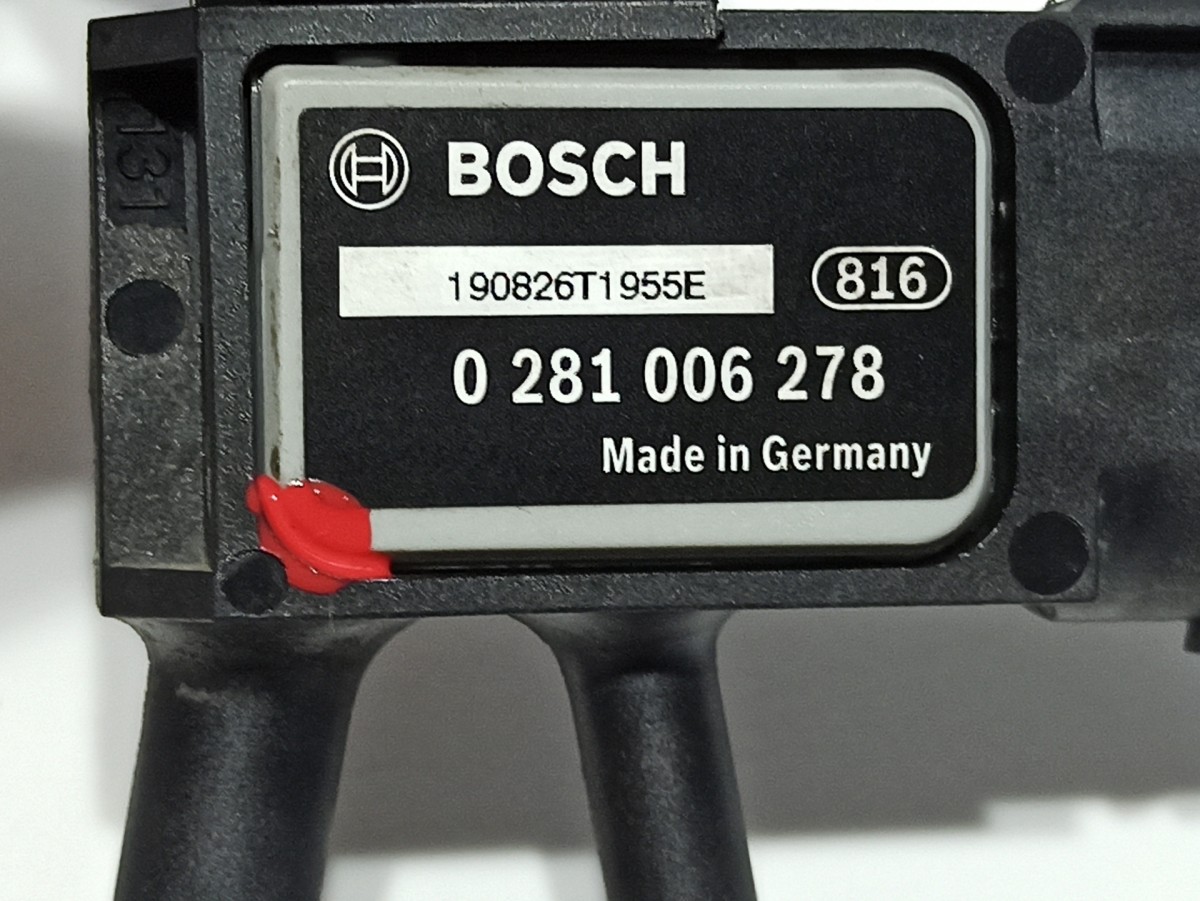 131
BOSCH
190826T1955E
816
0 281 006 278
Made in Germany